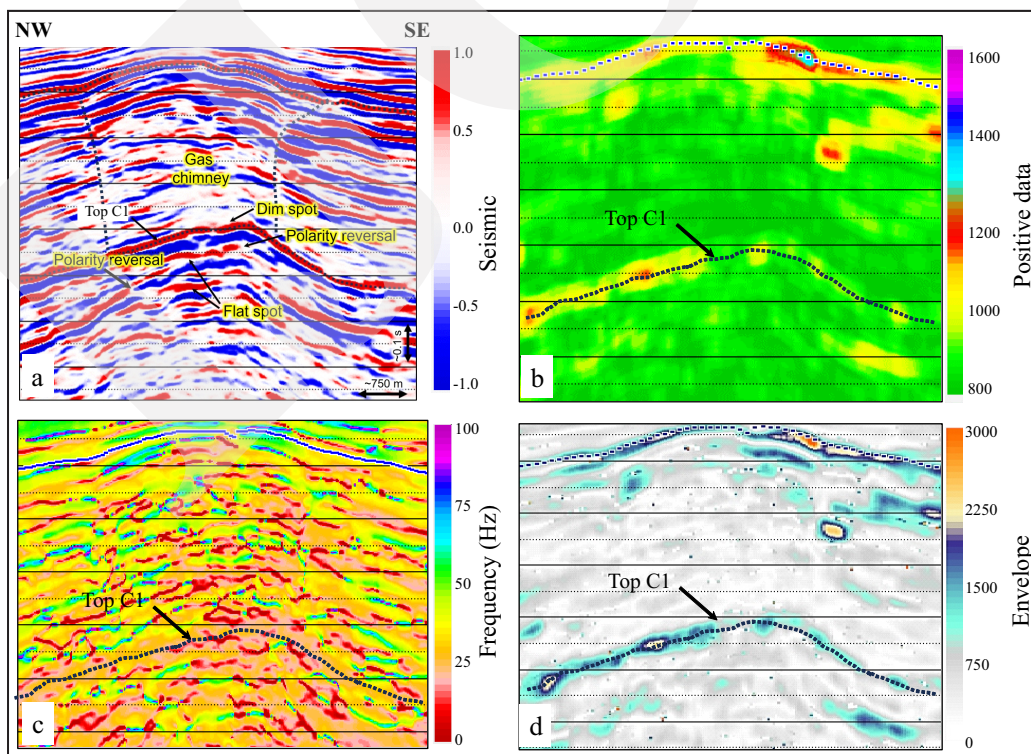 NW
SE
1.0
0.5
0.0
-0.5
-1.0
Seismic
Gas
chimney
Top C1
Dim spot
Polarity reversal
Polarity reversal
Flat spot
~0.1 s
~750 m
a
1600
1400
1200
1000
800
Positive data
Top C1
b
100
75
50
25
0
Frequency (Hz)
Top C1
c
3000
2250
1500
750
0
Envelope
Top C1
d